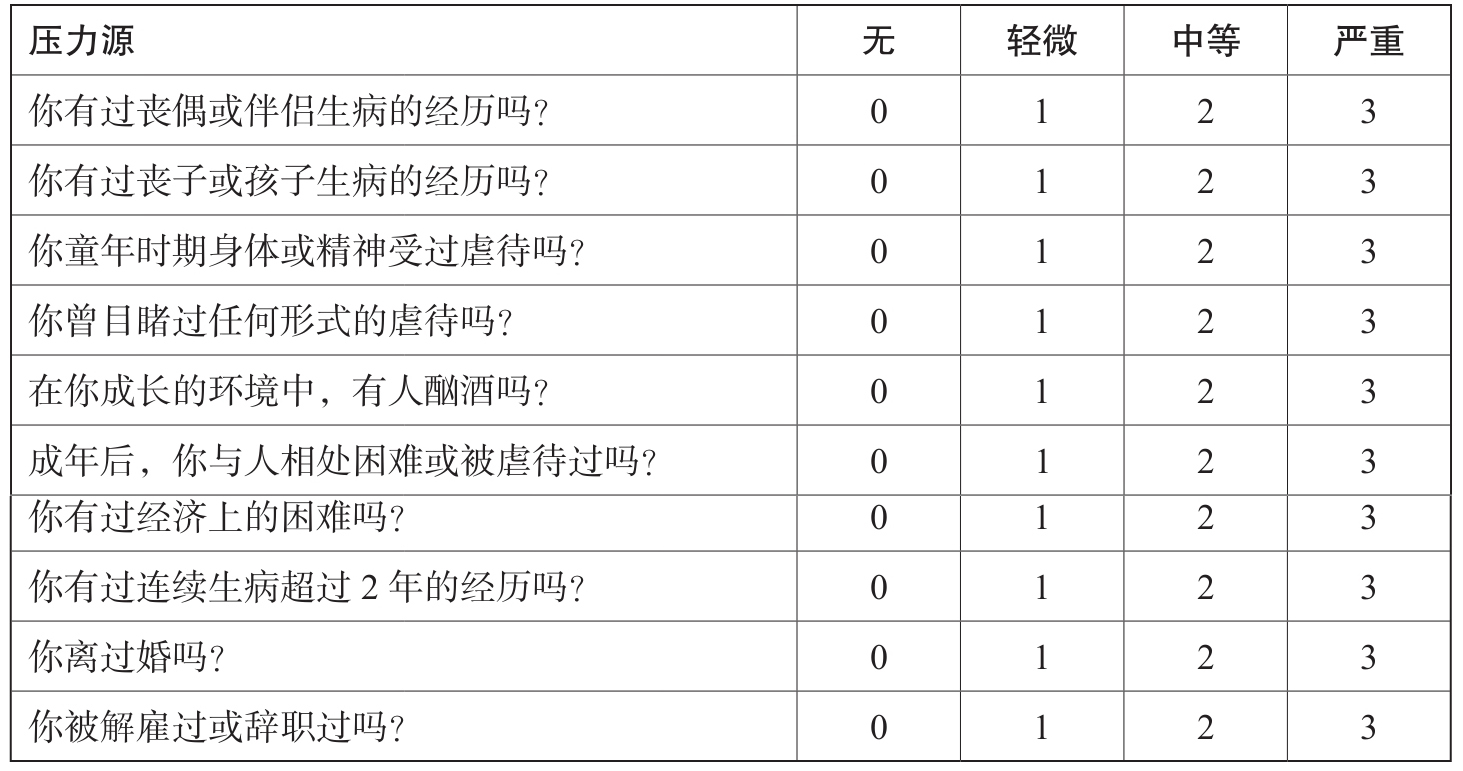 压力源 无 轻微 中等 严重
你有过丧偶或伴侣生病的经历吗？ 0 1 2 3
你有过丧子或孩子生病的经历吗？ 0 1 2 3
你童年时期身体或精神受过虐待吗？ 0 1 2 3
你曾目睹过任何形式的虐待吗？ 0 1 2 3
在你成长的环境中，有人酗酒吗？ 0 1 2 3
成年后，你与人相处困难或被虐待过吗？ 0 1 2 3
你有过经济上的困难吗？ 0 1 2 3
你有过连续生病超过 2 年的经历吗？ 0 1 2 3
你离过婚吗？ 0 1 2 3
你被解雇过或辞职过吗？ 0 1 2 3